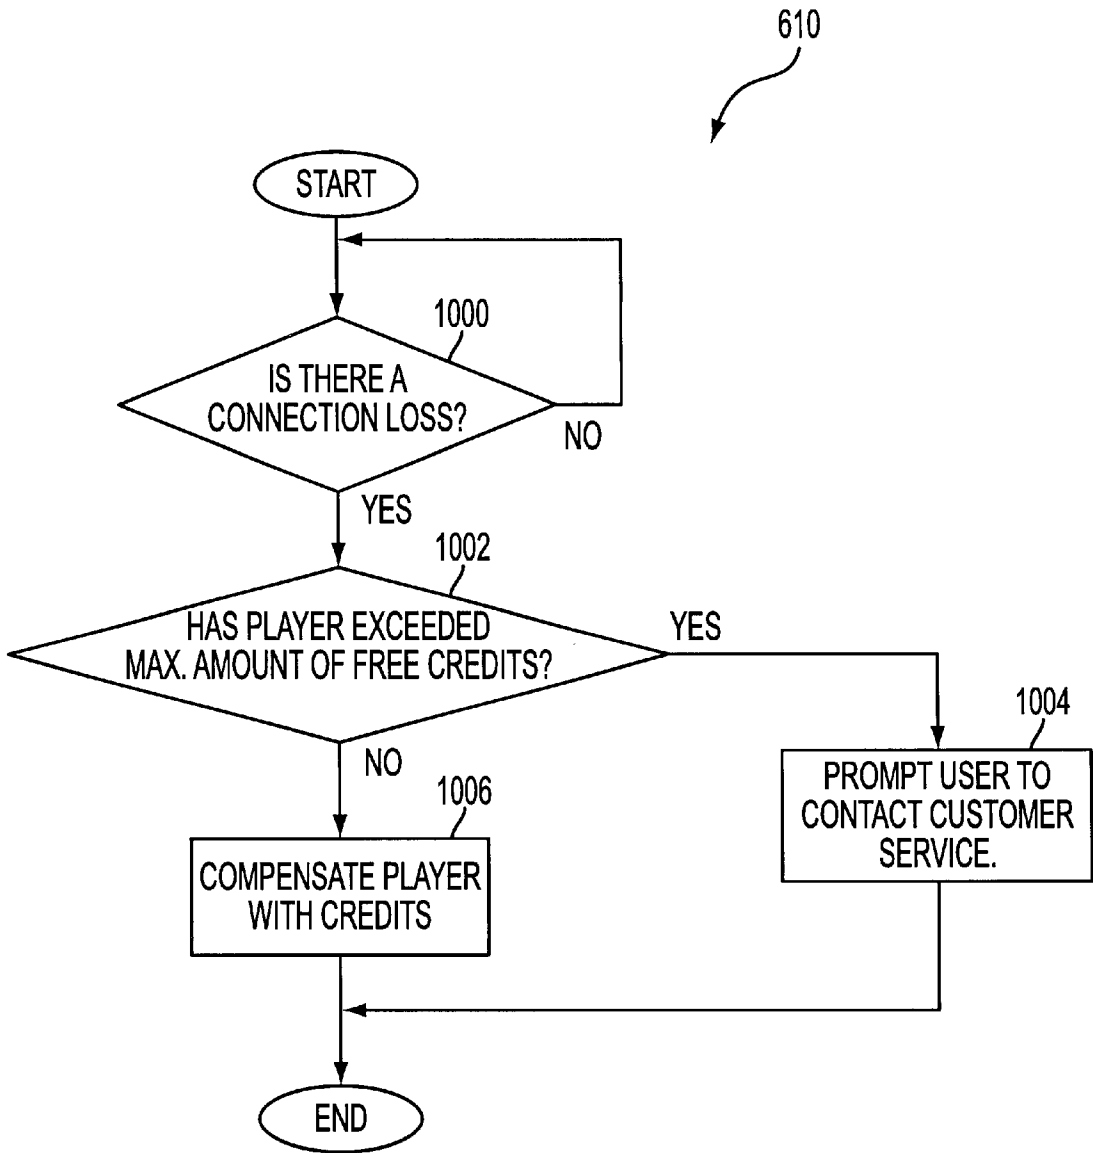 610
START
1000
IS THERE A
CONNECTION LOSS?
NO
YES
1002
HAS PLAYER EXCEEDED
MAX. AMOUNT OF FREE CREDITS?
YES
NO
1004
PROMPT USER TO
CONTACT CUSTOMER
SERVICE.
1006
COMPENSATE PLAYER
WITH CREDITS
END